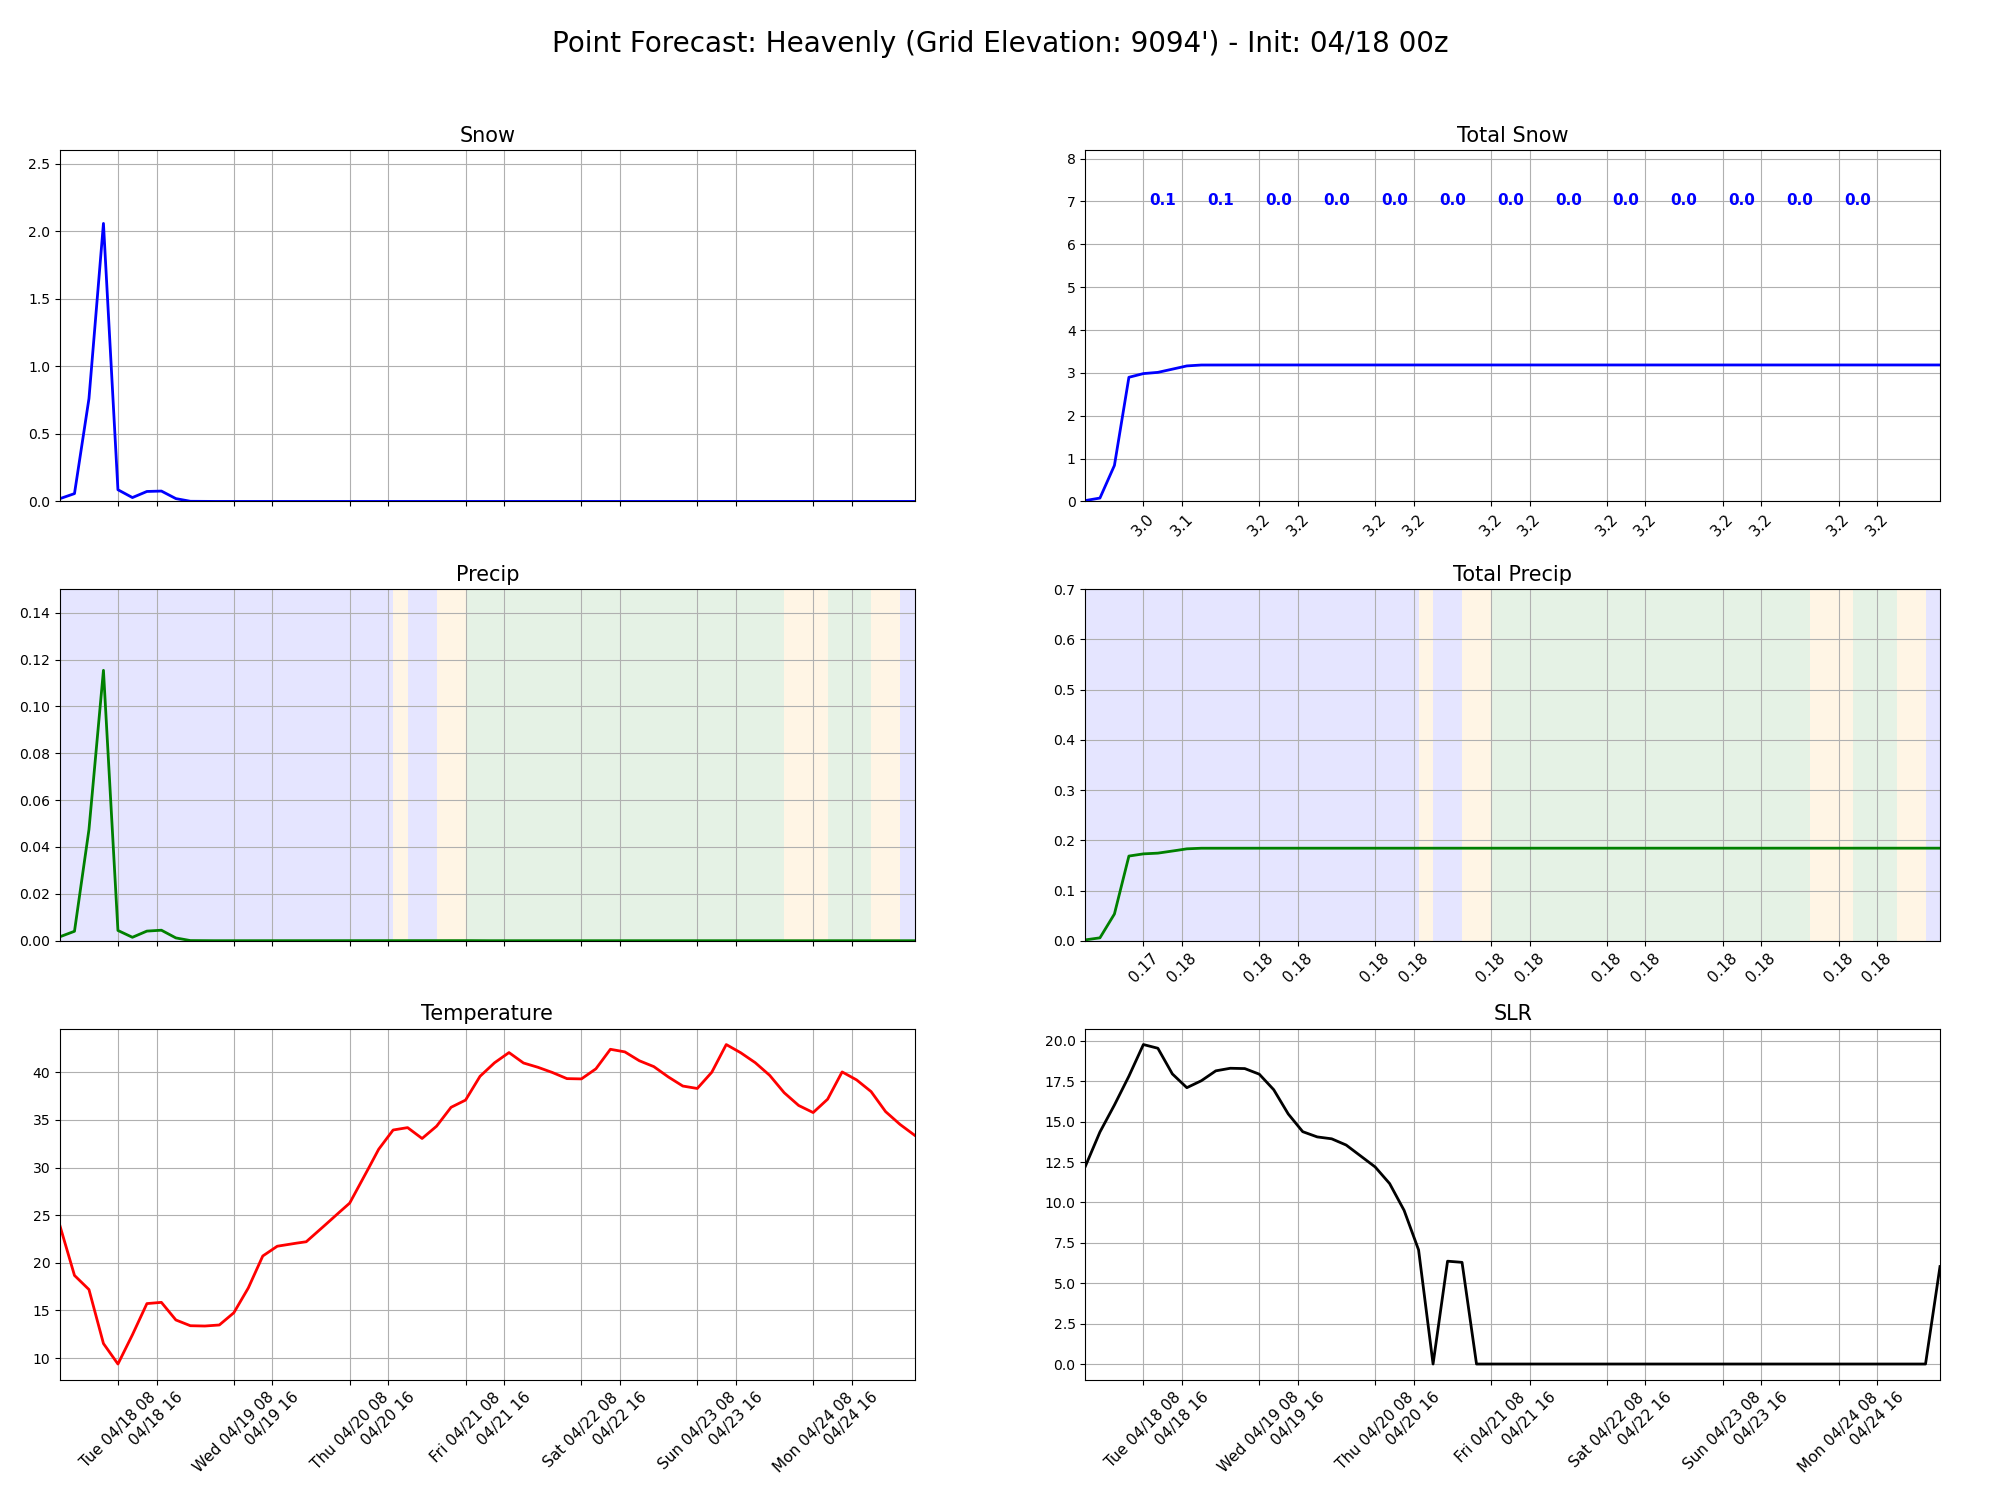 Point Forecast: Heavenly (Grid Elevation: 9094') - Init: 04/18 00z
Snow
2.5
2.0
1.5
1.0
0.5
0.0
Total Snow
8
7
6
5
4
3
2
1
0
0.1 0.1 0.0 0.0 0.0 0.0 0.0 0.0 0.0 0.0 0.0 0.0 0.0
3.0 3.1 3.2 3.2 3.2 3.2 3.2 3.2 3.2 3.2 3.2 3.2 3.2 3.2
Precip
0.14
0.12
0.10
0.08
0.06
0.04
0.02
0.00
Total Precip
0.7
0.6
0.5
0.4
0.3
0.2
0.1
0.0
0.17 0.18 0.18 0.18 0.18 0.18 0.18 0.18 0.18 0.18 0.18 0.18 0.18 0.18
Temperature
40
35
30
25
20
15
10
Tue 04/18 08
04/18 16
Wed 04/19 08
04/19 16
Thu 04/20 08
04/20 16
Fri 04/21 08
04/21 16
Sat 04/22 08
04/22 16
Sun 04/23 08
04/23 16
Mon 04/24 08
04/24 16
SLR
20.0
17.5
15.0
12.5
10.0
7.5
5.0
2.5
0.0
Tue 04/18 08
04/18 16
Wed 04/19 08
04/19 16
Thu 04/20 08
04/20 16
Fri 04/21 08
04/21 16
Sat 04/22 08
04/22 16
Sun 04/23 08
04/23 16
Mon 04/24 08
04/24 16